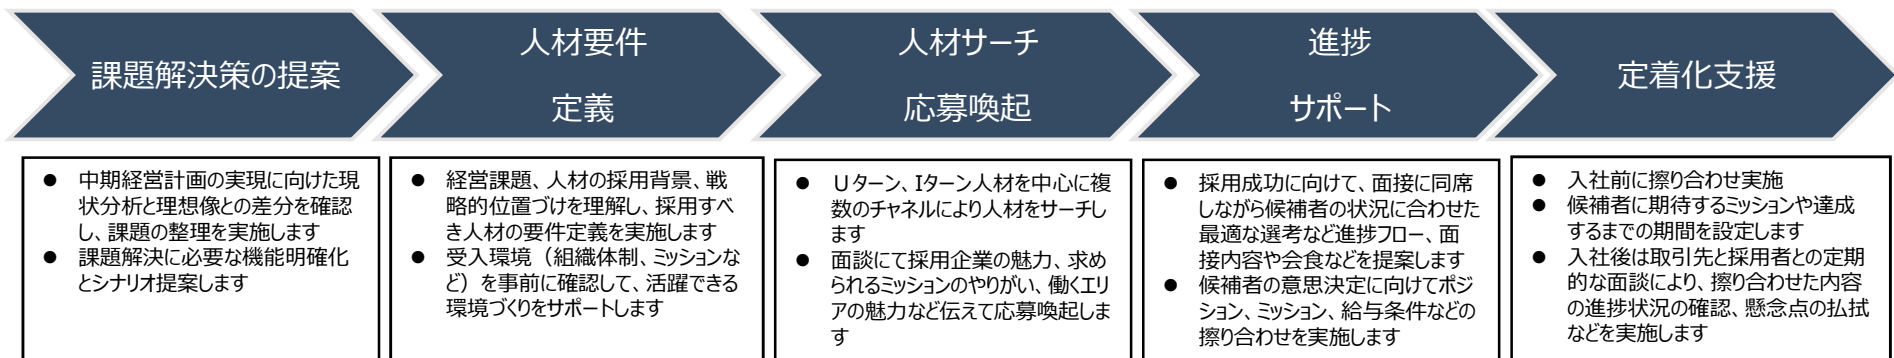 課題解決策の提案
人材要件
定義
人材サーチ
応募喚起
進捗
サポート
定着化支援
● 中期経営計画の実現に向けた現
状分析と理想像との差分を確認
し、課題の整理を実施します
● 課題解決に必要な機能明確化
とシナリオ提案します
● 経営課題、人材の採用背景、戦
略的位置づけを理解し、採用すべ
き人材の要件定義を実施します
● 受入環境（組織体制、ミッションな
ど）を事前に確認して、活躍できる
環境づくりをサポートします
● Uターン、Iターン人材を中心に複
数のチャネルにより人材をサーチし
ます
● 面談にて採用企業の魅力、求め
られるミッションのやりがい、働くエリ
アの魅力など伝えて応募喚起しま
す
● 採用成功に向けて、面接に同席
しながら候補者の状況に合わせた
最適な選考など進捗フロー、面
接内容や会食などを提案します
● 候補者の意思決定に向けてポジ
ション、ミッション、給与条件などの
擦り合わせを実施します
● 入社前に擦り合わせ実施
● 候補者に期待するミッションや達成
するまでの期間を設定します
● 入社後は取引先と採用者との定期
的な面談により、擦り合わせた内容
の進捗状況の確認、懸念点の払拭
などを実施します